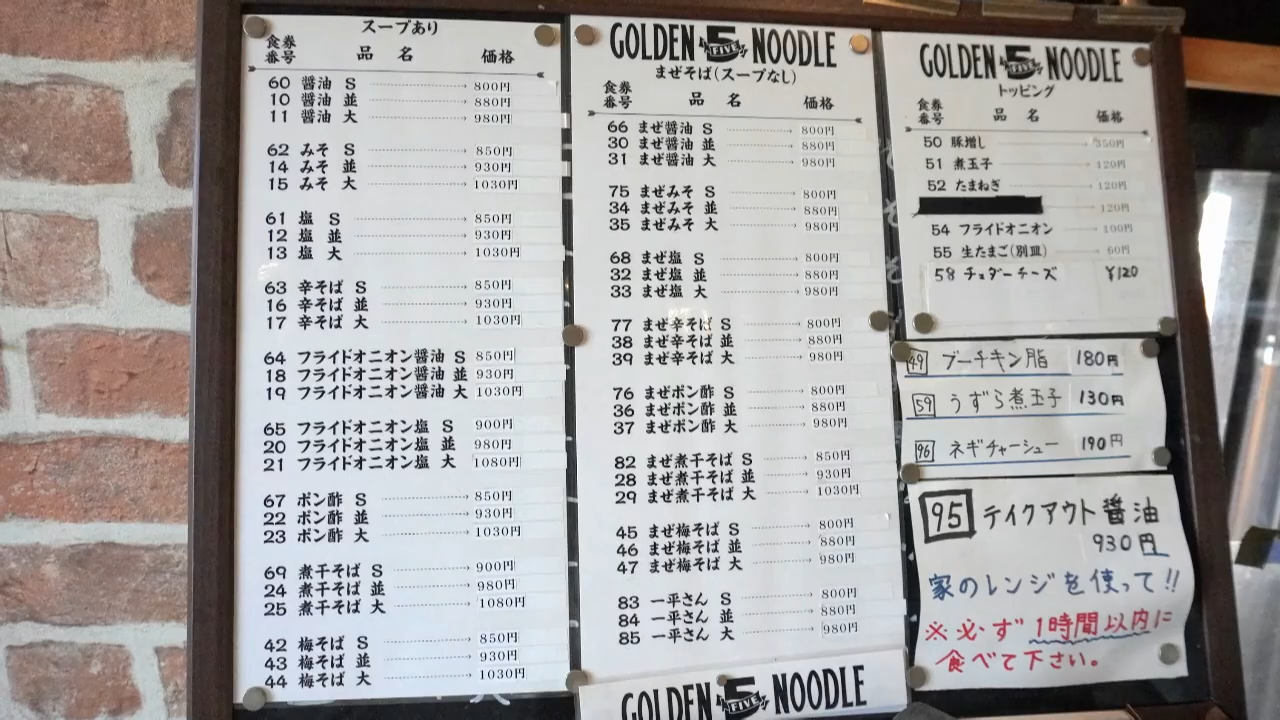 スープあり
食券番号 品名 価格
60 醤油 S 800円
10 醤油 並 880円
11 醤油 大 980円
62 みそ S 850円
14 みそ 並 930円
15 みそ 大 1030円
61 塩 S 850円
12 塩 並 930円
13 塩 大 1030円
63 辛そば S 850円
16 辛そば 並 930円
17 辛そば 大 1030円
64 フライドオニオン醤油 S 850円
18 フライドオニオン醤油 並 930円
19 フライドオニオン醤油 大 1030円
65 フライドオニオン塩 S 900円
20 フライドオニオン塩 並 980円
21 フライドオニオン塩 大 1080円
67 ポン酢 S 850円
22 ポン酢 並 930円
23 ポン酢 大 1030円
69 煮干そば S 900円
24 煮干そば 並 980円
25 煮干そば 大 1080円
42 梅そば S 850円
43 梅そば 並 930円
44 梅そば 大 1030円
GOLDEN 5 FIVE NOODLE
まぜそば(スープなし)
食券番号 品名 価格
66 まぜ醤油 S 800円
30 まぜ醤油 並 880円
31 まぜ醤油 大 980円
75 まぜみそ S 800円
34 まぜみそ 並 880円
35 まぜみそ 大 980円
68 まぜ塩 S 800円
32 まぜ塩 並 880円
33 まぜ塩 大 980円
77 まぜ辛そば S 800円
38 まぜ辛そば 並 880円
39 まぜ辛そば 大 980円
76 まぜポン酢 S 800円
36 まぜポン酢 並 880円
37 まぜポン酢 大 980円
82 まぜ煮干そば S 850円
28 まぜ煮干そば 並 930円
29 まぜ煮干そば 大 1030円
45 まぜ梅そば S 800円
46 まぜ梅そば 並 880円
47 まぜ梅そば 大 980円
83 一平さん S 800円
84 一平さん 並 880円
85 一平さん 大 980円
GOLDEN 5 FIVE NOODLE
GOLDEN 5 FIVE NOODLE
トッピング
食券番号 品名 価格
50 豚増し 350円
51 煮玉子 120円
52 たまねぎ 120円
120円
54 フライドオニオン 100円
55 生たまご(別皿) 60円
58 チェダーチーズ ¥120
49 ブーチキン脂 180円
59 うずら煮玉子 130円
96 ネギチャーシュー 190円
95 テイクアウト醤油
930円
家のレンジを使って!!
※必ず1時間以内に
食べて下さい。